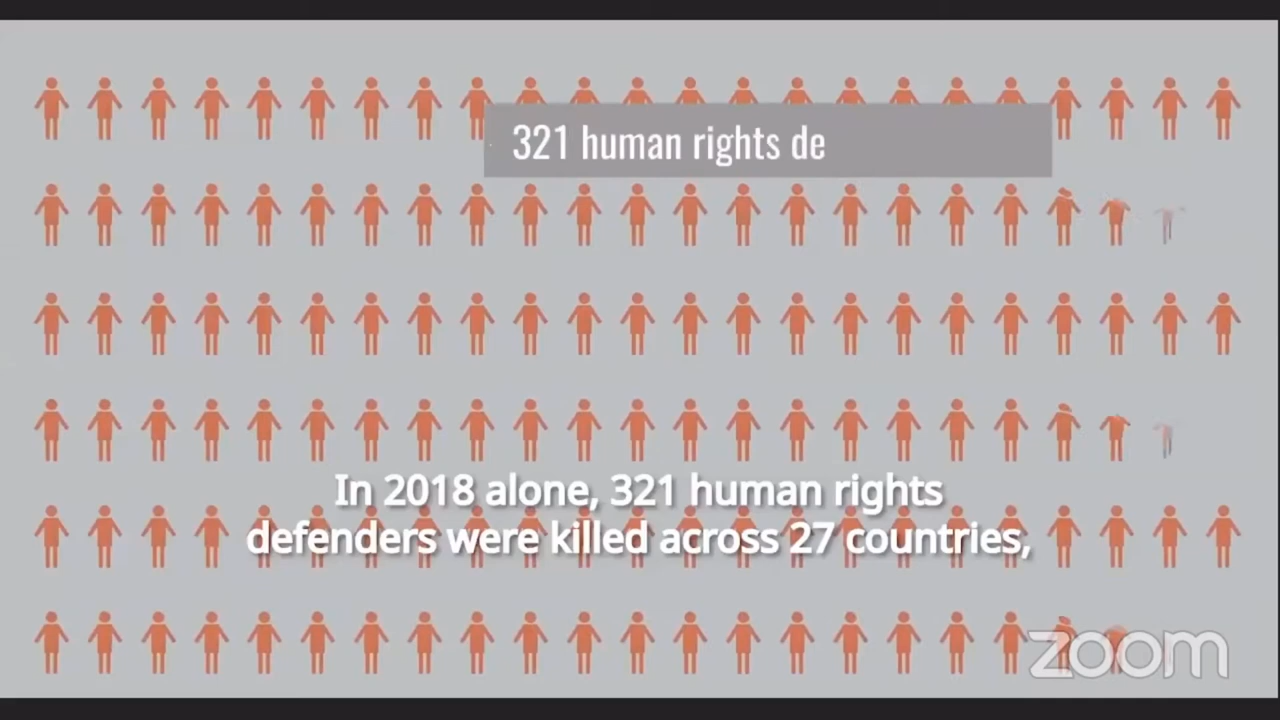 321 human rights de
In 2018 alone, 321 human rights
defenders were killed across 27 countries,
zoom